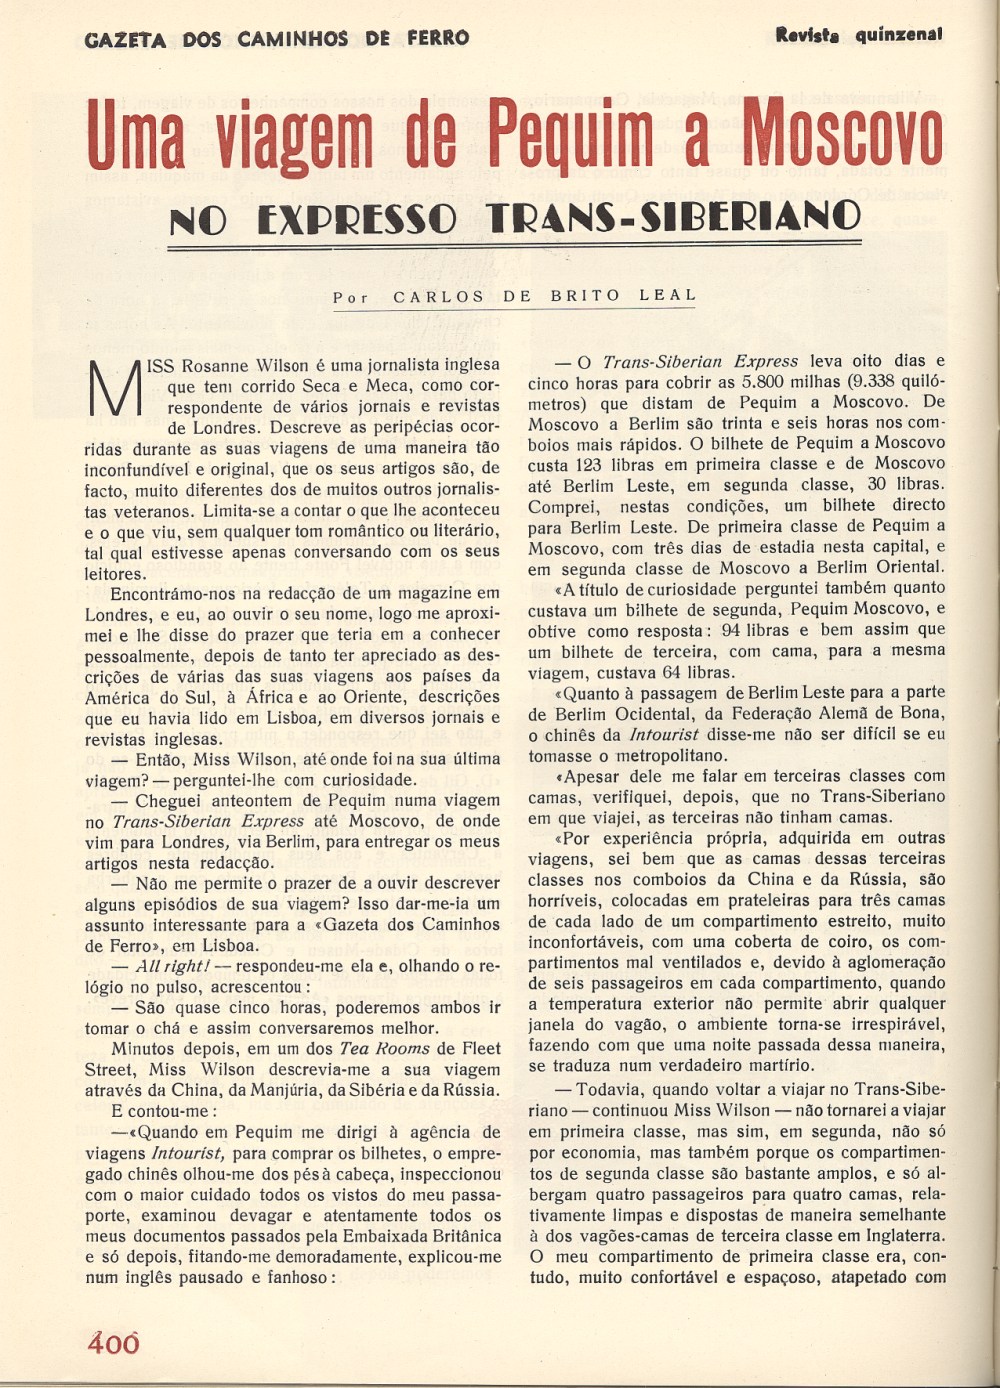 GAZETA DOS CAMINHOS DE FERRO
Revista quinzenal
Uma viagem de Pequim a Moscovo
NO EXPRESSO TRANS-SIBERIANO
Por CARLOS DE BRITO LEAL
MISS Rosanne Wilson é uma jornalista inglesa
que tem corrido Seca e Meca, como cor-
respondente de vários jornais e revistas
de Londres. Descreve as peripécias ocor-
ridas durante as suas viagens de uma maneira tão
inconfundível e original, que os seus artigos são, de
facto, muito diferentes dos de muitos outros jornalis-
tas veteranos. Limita-se a contar o que lhe aconteceu
e o que viu, sem qualquer tom romântico ou literário,
tal qual estivesse apenas conversando com os seus
leitores.
Encontrámo-nos na redacção de um magazine em
Londres, e eu, ao ouvir o seu nome, logo me aproxi-
mei e lhe disse do prazer que teria em a conhecer
pessoalmente, depois de tanto ter apreciado as des-
crições de várias das suas viagens aos países da
América do Sul, à África e ao Oriente, descrições
que eu havia lido em Lisboa, em diversos jornais e
revistas inglesas.
— Então, Miss Wilson, até onde foi na sua última
viagem? — perguntei-lhe com curiosidade.
— Cheguei anteontem de Pequim numa viagem
no Trans-Siberian Express até Moscovo, de onde
vim para Londres, via Berlim, para entregar os meus
artigos nesta redacção.
— Não me permite o prazer de a ouvir descrever
alguns episódios de sua viagem? Isso dar-me-ia um
assunto interessante para a «Gazeta dos Caminhos
de Ferro», em Lisboa.
— All right! — respondeu-me ela e, olhando o re-
lógio no pulso, acrescentou :
— São quase cinco horas, poderemos ambos ir
tomar o chá e assim conversaremos melhor.
Minutos depois, em um dos Tea Rooms de Fleet
Street, Miss Wilson descrevia-me a sua viagem
através da China, da Manjúria, da Sibéria e da Rússia.
E contou-me :
—«Quando em Pequim me dirigi à agência de
viagens Intourist, para comprar os bilhetes, o empre-
gado chinês olhou-me dos pés à cabeça, inspeccionou
com o maior cuidado todos os vistos do meu passa-
porte, examinou devagar e atentamente todos os
meus documentos passados pela Embaixada Britânica
e só depois, fitando-me demoradamente, explicou-me
num inglês pausado e fanhoso :
— O Trans-Siberian Express leva oito dias e
cinco horas para cobrir as 5.800 milhas (9.338 quiló-
metros) que distam de Pequim a Moscovo. De
Moscovo a Berlim são trinta e seis horas nos com-
boios mais rápidos. O bilhete de Pequim a Moscovo
custa 123 libras em primeira classe e de Moscovo
até Berlim Leste, em segunda classe, 30 libras.
Comprei, nestas condições, um bilhete directo
para Berlim Leste. De primeira classe de Pequim a
Moscovo, com três dias de estadia nesta capital, e
em segunda classe de Moscovo a Berlim Oriental.
«A título de curiosidade perguntei também quanto
custava um bilhete de segunda, Pequim Moscovo, e
obtive como resposta : 94 libras e bem assim que
um bilhete de terceira, com cama, para a mesma
viagem, custava 64 libras.
«Quanto à passagem de Berlim Leste para a parte
de Berlim Ocidental, da Federação Alemã de Bona,
o chinês da Intourist disse-me não ser difícil se eu
tomasse o metropolitano.
«Apesar dele me falar em terceiras classes com
camas, verifiquei, depois, que no Trans-Siberiano
em que viajei, as terceiras não tinham camas.
«Por experiência própria, adquirida em outras
viagens, sei bem que as camas dessas terceiras
classes nos comboios da China e da Rússia, são
horríveis, colocadas em prateleiras para três camas
de cada lado de um compartimento estreito, muito
inconfortáveis, com uma coberta de coiro, os com-
partimentos mal ventilados e, devido à aglomeração
de seis passageiros em cada compartimento, quando
a temperatura exterior não permite abrir qualquer
janela do vagão, o ambiente torna-se irrespirável,
fazendo com que uma noite passada dessa maneira,
se traduza num verdadeiro martírio.
— Todavia, quando voltar a viajar no Trans-Sibe-
riano — continuou Miss Wilson — não tornarei a viajar
em primeira classe, mas sim, em segunda, não só
por economia, mas também porque os compartimen-
tos de segunda classe são bastante amplos, e só al-
bergam quatro passageiros para quatro camas, rela-
tivamente limpas e dispostas de maneira semelhante
à dos vagões-camas de terceira classe em Inglaterra.
O meu compartimento de primeira classe era, con-
tudo, muito confortável e espaçoso, atapetado com
400